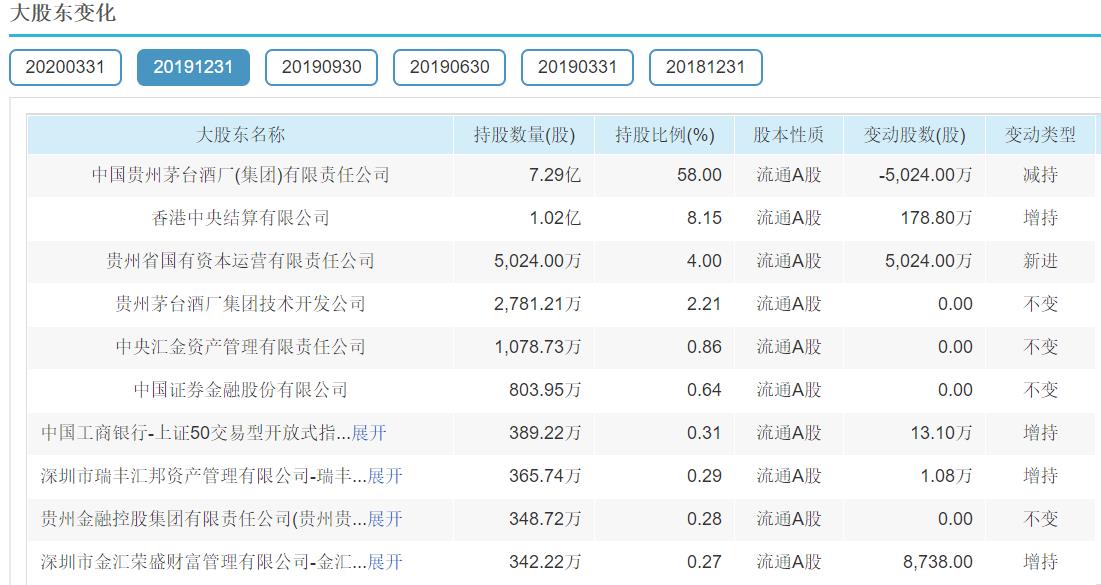 大股东变化
20200331 20191231 20190930 20190630 20190331 20181231
大股东名称 持股数量(股) 持股比例(%) 股本性质 变动股数(股) 变动类型
中国贵州茅台酒厂(集团)有限责任公司 7.29亿 58.00 流通A股 -5,024.00万 减持
香港中央结算有限公司 1.02亿 8.15 流通A股 178.80万 增持
贵州省国有资本运营有限责任公司 5,024.00万 4.00 流通A股 5,024.00万 新进
贵州茅台酒厂集团技术开发公司 2,781.21万 2.21 流通A股 0.00 不变
中央汇金资产管理有限责任公司 1,078.73万 0.86 流通A股 0.00 不变
中国证券金融股份有限公司 803.95万 0.64 流通A股 0.00 不变
中国工商银行-上证50交易型开放式指...展开 389.22万 0.31 流通A股 13.10万 增持
深圳市瑞丰汇邦资产管理有限公司-瑞丰...展开 365.74万 0.29 流通A股 1.08万 增持
贵州金融控股集团有限责任公司(贵州贵...展开 348.72万 0.28 流通A股 0.00 不变
深圳市金汇荣盛财富管理有限公司-金汇...展开 342.22万 0.27 流通A股 8,738.00 增持